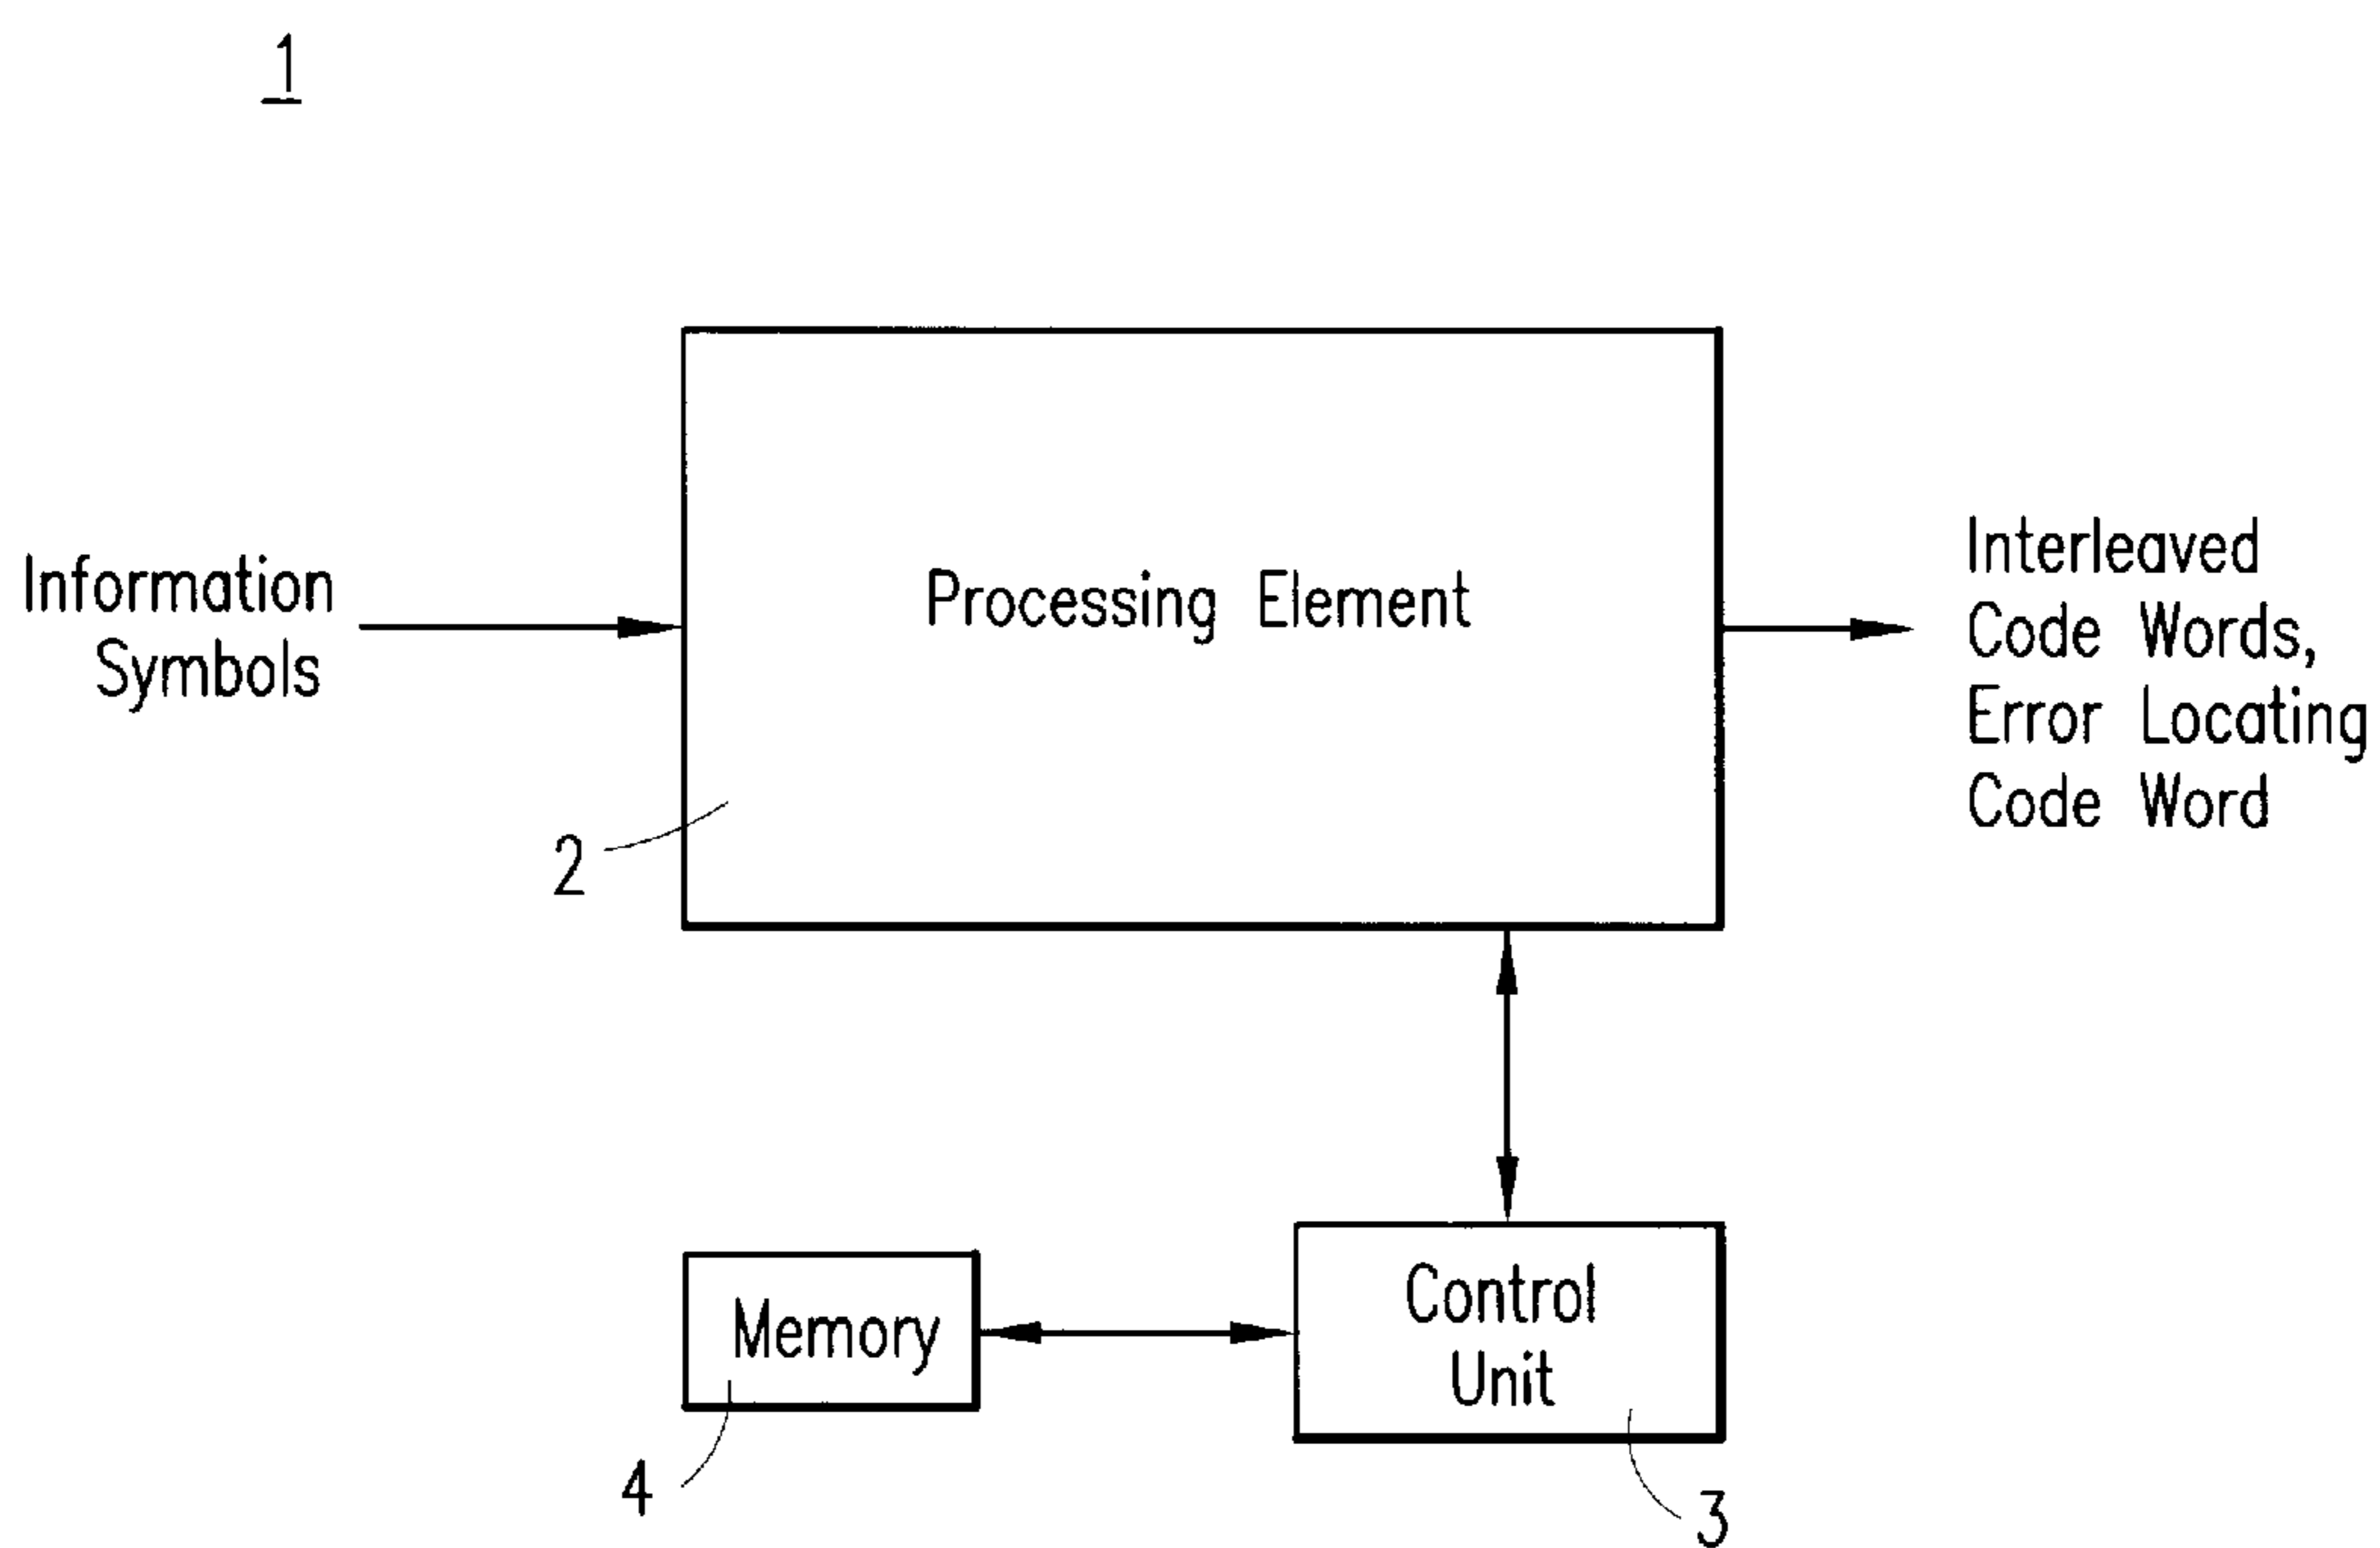 1
Information
Symbols
Processing Element
Interleaved
Code Words,
Error Locating
Code Word
2
Memory
Control
Unit
4
3